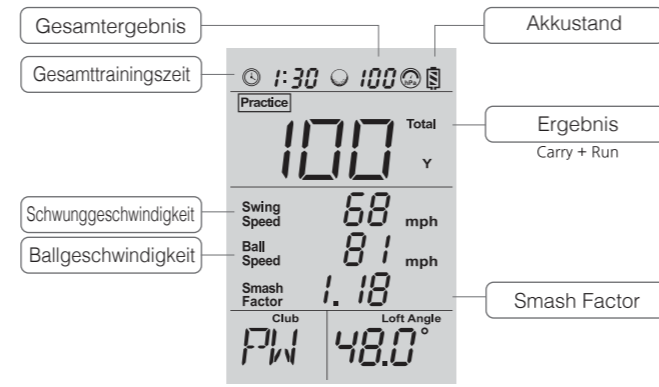 Gesamtergebnis
Akkustand
Gesamttrainingszeit
1:30 100 hPa
Practice
100 Total
Y
Ergebnis
Carry + Run
Schwunggeschwindigkeit
Swing
Speed 68 mph
Ballgeschwindigkeit
Ball
Speed 81 mph
Smash
Factor 1.18
Smash Factor
Club
PW
Loft Angle
48.0°